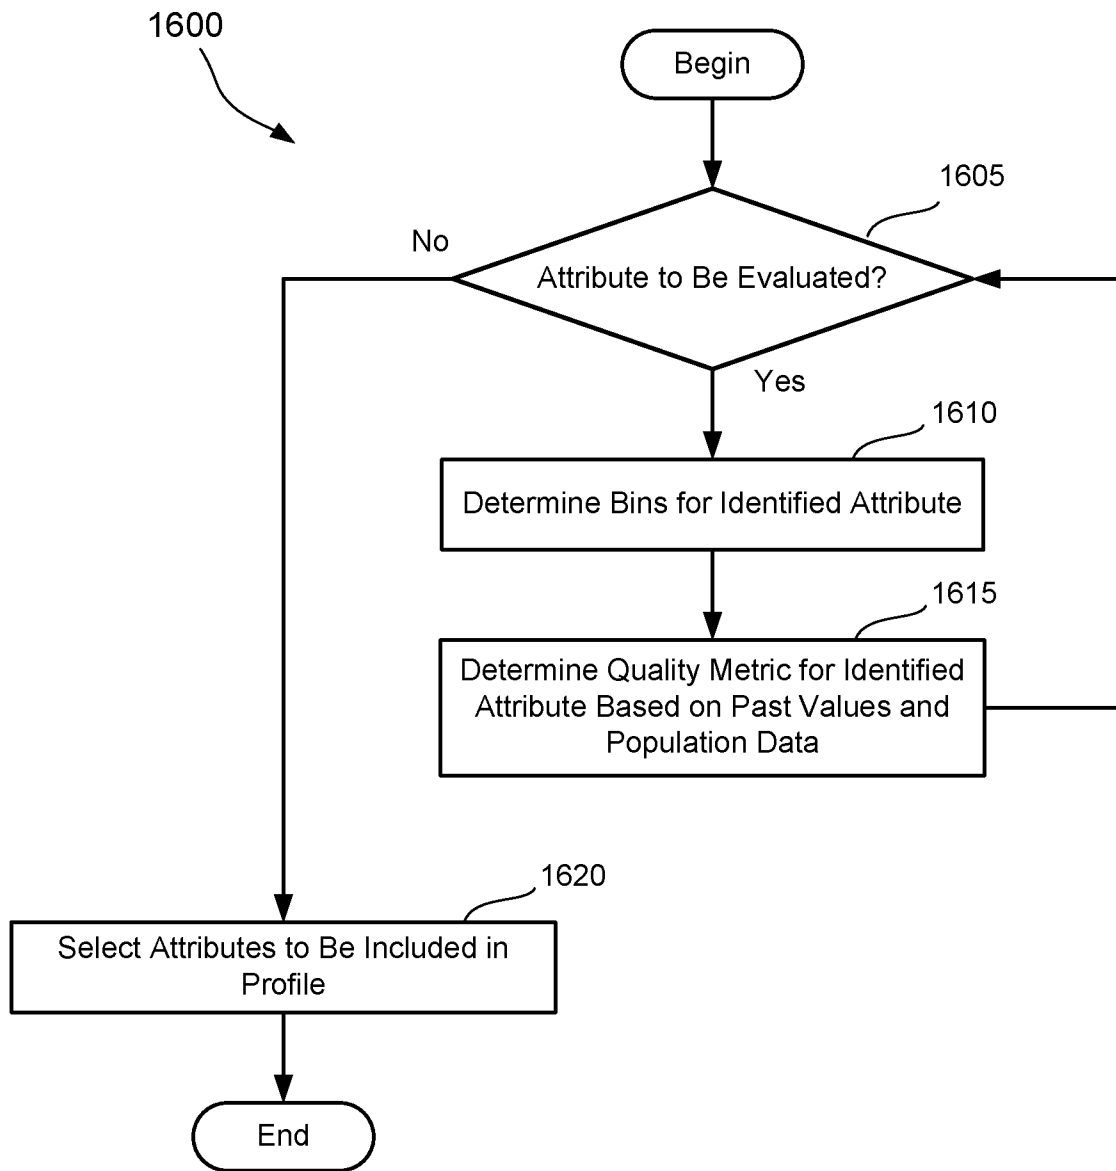 1600
Begin
1605
No
Attribute to Be Evaluated?
Yes
1610
Determine Bins for Identified Attribute
1615
Determine Quality Metric for Identified
Attribute Based on Past Values and
Population Data
1620
Select Attributes to Be Included in
Profile
End